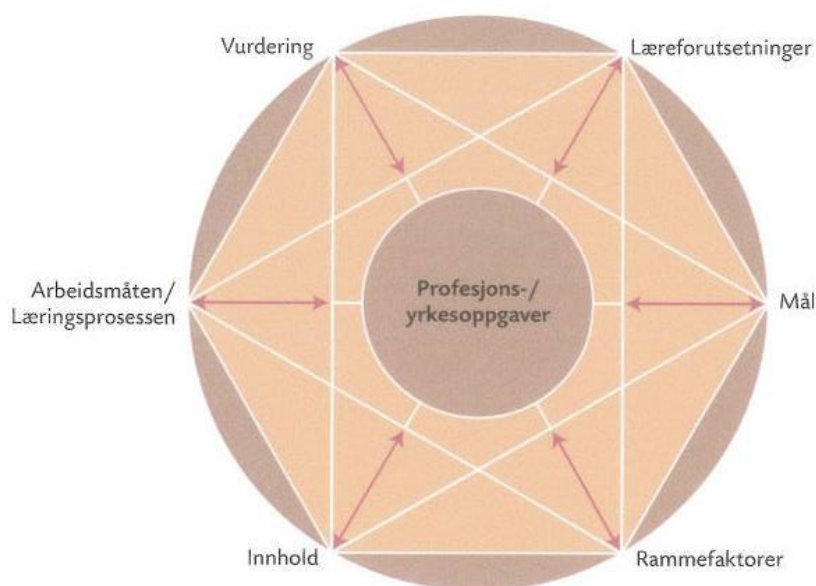 Vurdering
Læreforutsetninger
Arbeidsmåten/
Læringsprosessen
Profesjons-/
yrkesoppgaver
Mål
Innhold
Rammefaktorer